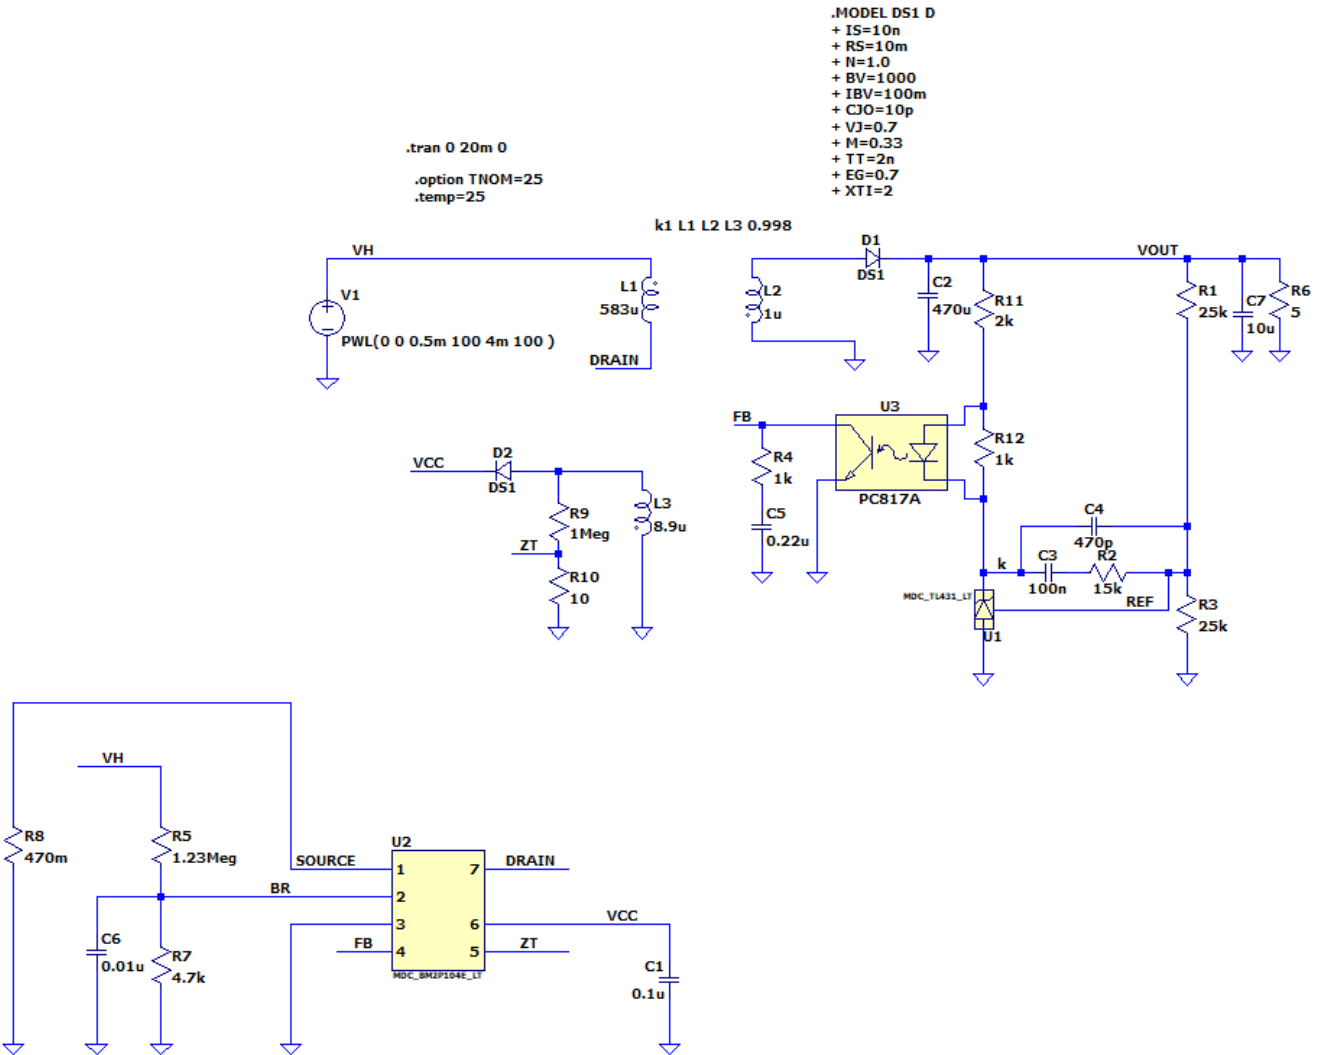 .MODEL DS1 D
+ IS=10n
+ RS=10m
+ N=1.0
+ BV=1000
+ IBV=100m
+ CJO=10p
+ VJ=0.7
+ M=0.33
+ TT=2n
+ EG=0.7
+ XTI=2
.tran 0 20m 0
.option TNOM=25
.temp=25
k1 L1 L2 L3 0.998
VH
V1
PWL(0 0 0.5m 100 4m 100 )
L1
583u
DRAIN
L2
1u
D1
DS1
C2
470u
R11
2k
VOUT
R1
25k
C7
10u
R6
5
FB
R4
1k
C5
0.22u
U3
PC817A
R12
1k
VCC
D2
DS1
R9
1Meg
ZT
R10
10
L3
8.9u
C4
470p
k
C3
100n
R2
15k
MDC_TL431_LT
U1
REF
R3
25k
VH
R8
470m
R5
1.23Meg
SOURCE
BR
C6
0.01u
R7
4.7k
FB
U2
1
2
3
4
7
6
5
MDC_BM2P104E_LT
DRAIN
VCC
ZT
C1
0.1u